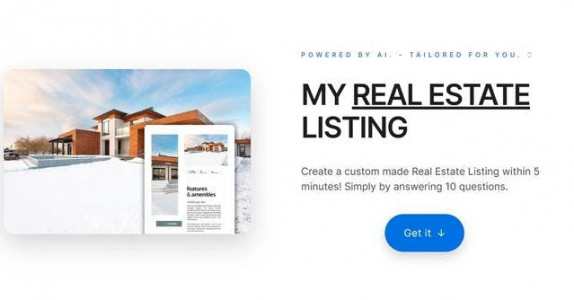 POWERED BY AI. - TAILORED FOR YOU.
MY REAL ESTATE
LISTING
Create a custom made Real Estate Listing within 5
minutes! Simply by answering 10 questions.
Get it ↓
features
& amenities